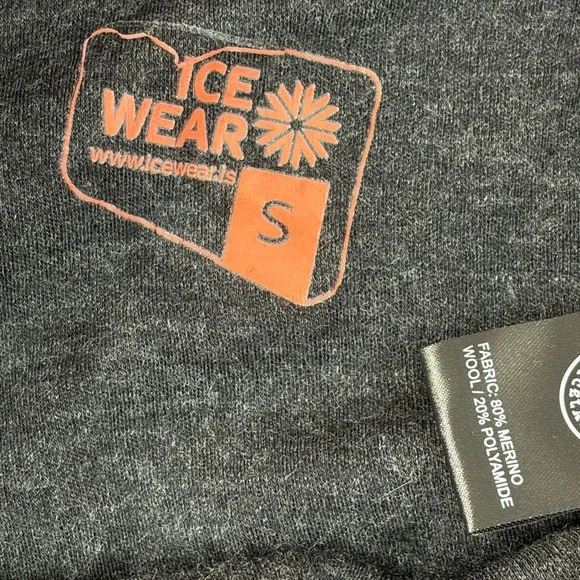 ICE
WEAR
www.icewear.is
S
FABRIC: 80% MERINO
WOOL / 20% POLYAMIDE